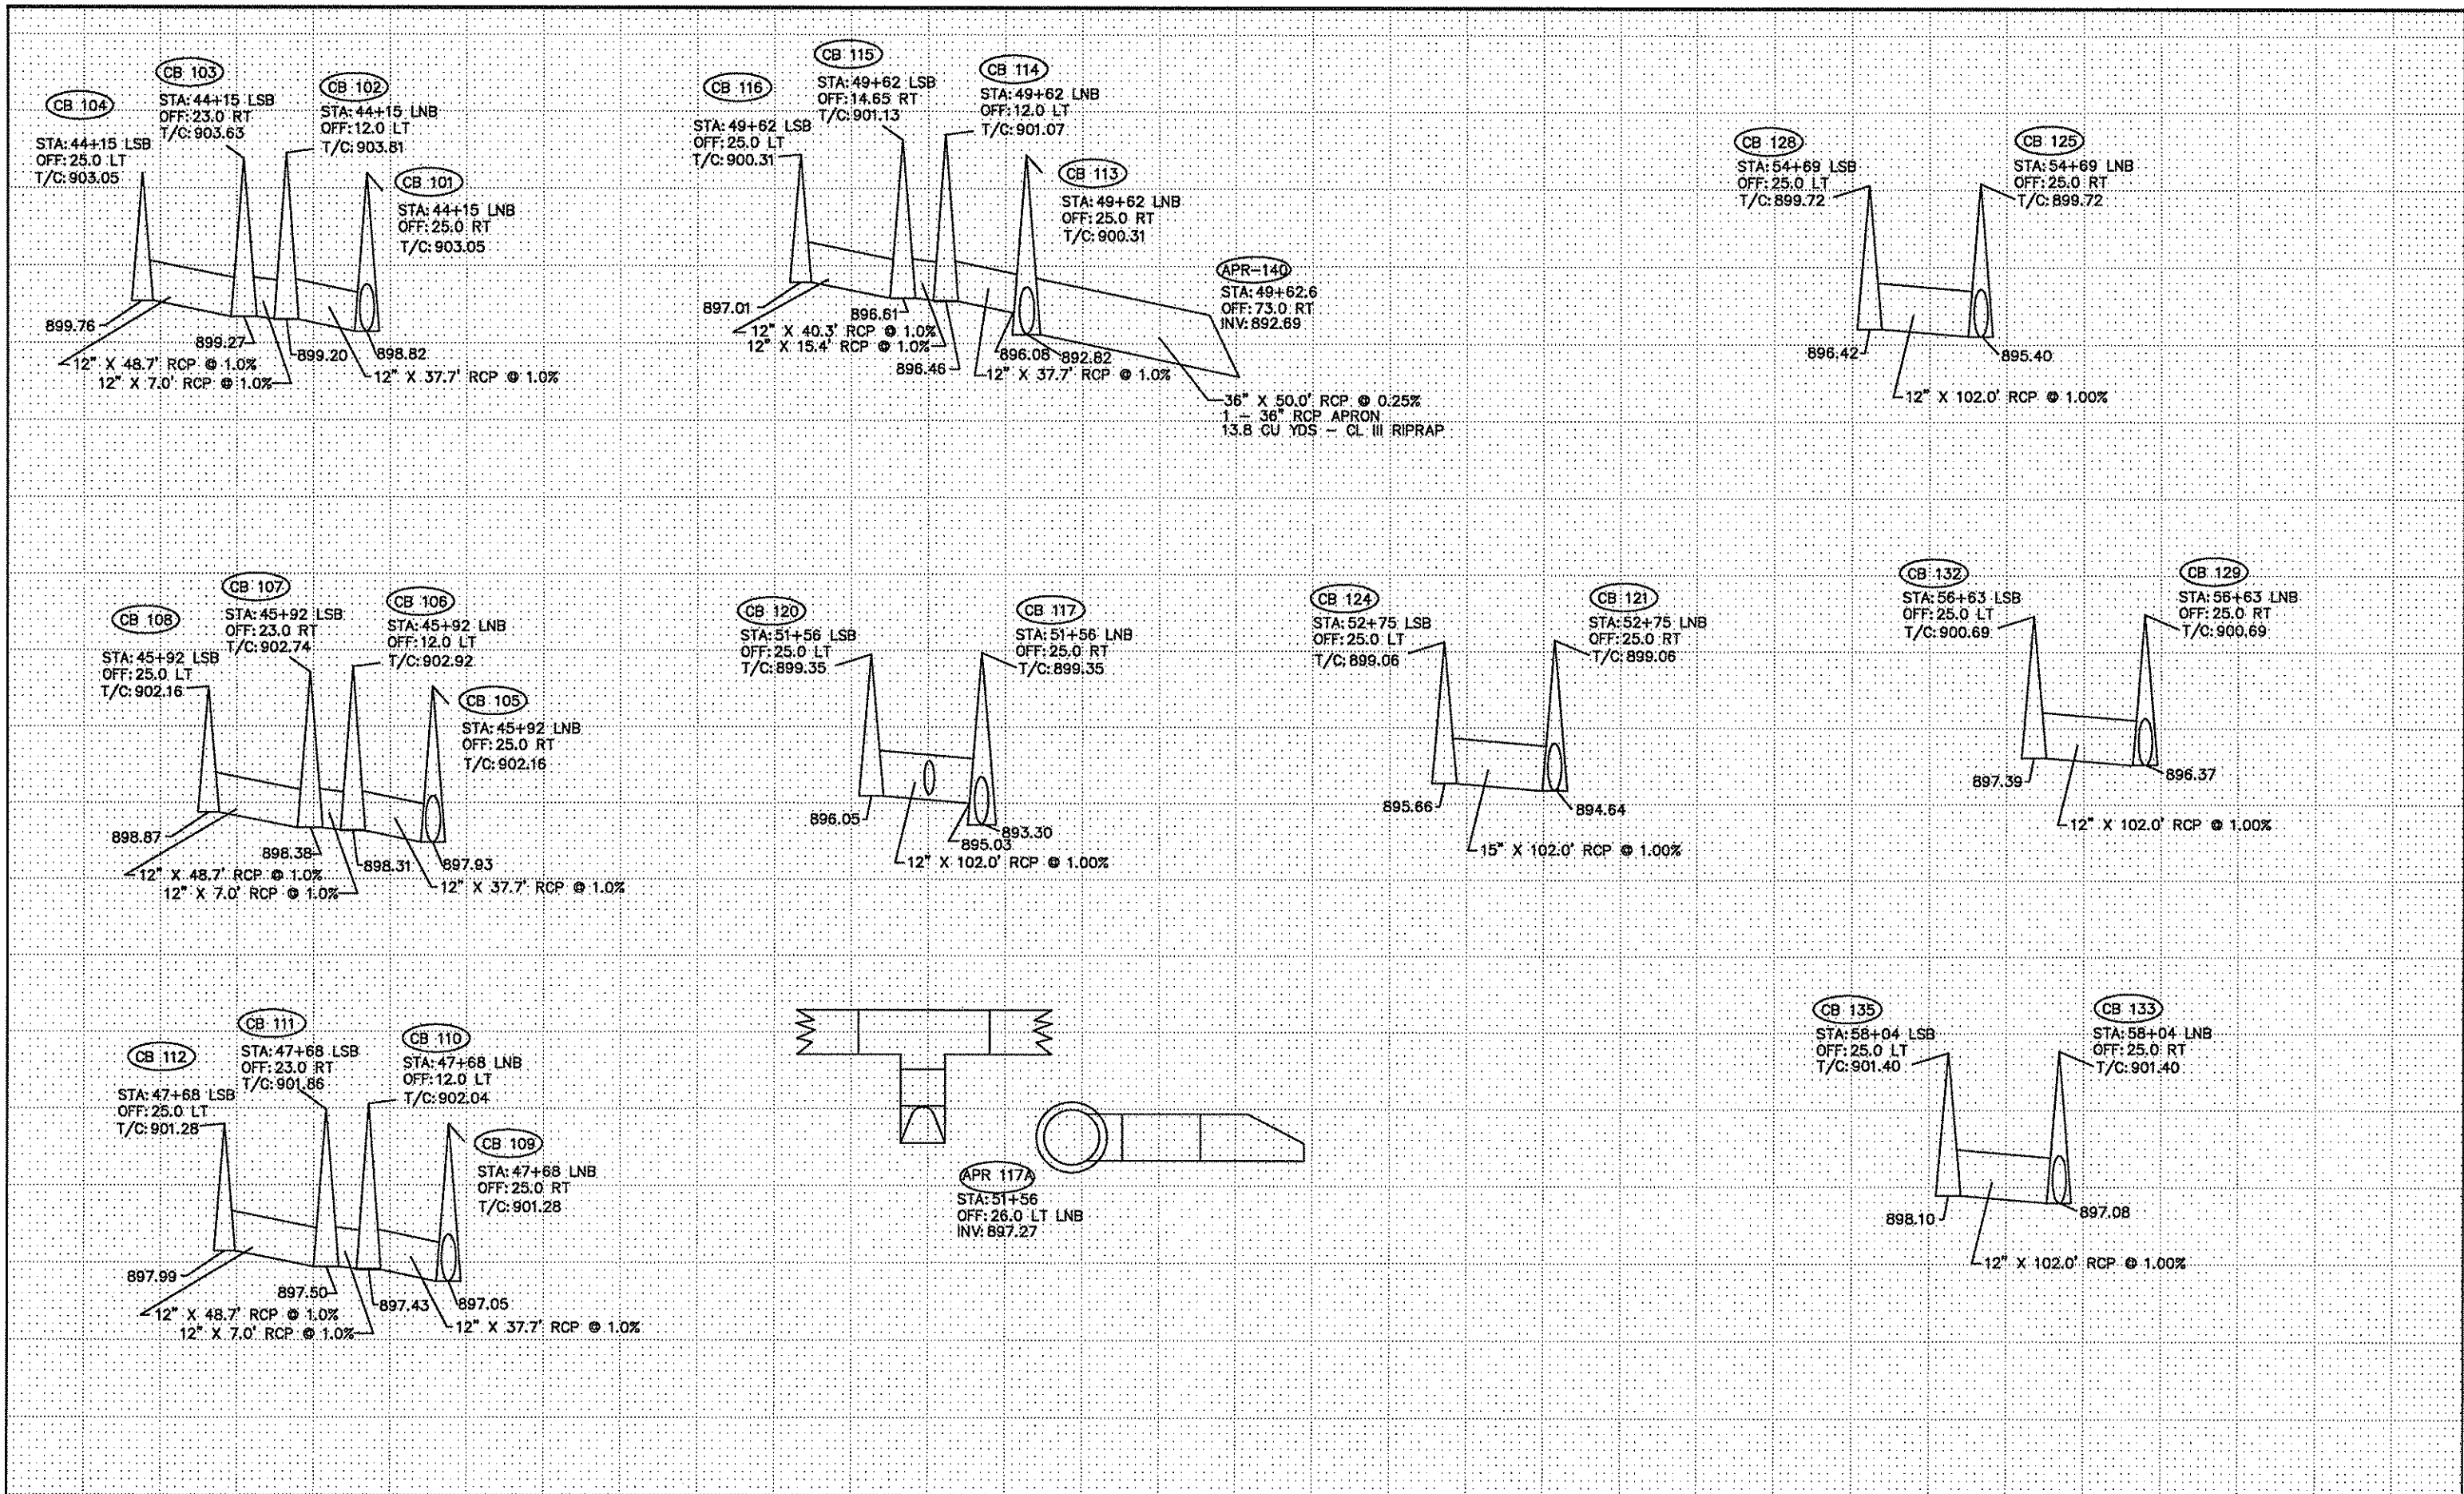 CB 104
STA: 44+15 LSB
OFF: 25.0 LT
T/C: 903.05
CB 103
STA: 44+15 LSB
OFF: 23.0 RT
T/C: 903.63
CB 102
STA: 44+15 LNB
OFF: 12.0 LT
T/C: 903.81
CB 101
STA: 44+15 LNB
OFF: 25.0 RT
T/C: 903.05
899.76
899.27
899.20
898.82
12" X 48.7' RCP @ 1.0%
12" X 7.0' RCP @ 1.0%
12" X 37.7' RCP @ 1.0%
CB 116
STA: 49+62 LSB
OFF: 25.0 LT
T/C: 900.31
CB 115
STA: 49+62 LSB
OFF: 14.65 RT
T/C: 901.13
CB 114
STA: 49+62 LNB
OFF: 12.0 LT
T/C: 901.07
CB 113
STA: 49+62 LNB
OFF: 25.0 RT
T/C: 900.31
APR-140
STA: 49+62.6
OFF: 73.0 RT
INV: 892.69
897.01
896.61
896.46
896.08
892.82
12" X 40.3' RCP @ 1.0%
12" X 15.4' RCP @ 1.0%
12" X 37.7' RCP @ 1.0%
36" X 50.0' RCP @ 0.25%
1 - 36" RCP APRON
13.8 CU YDS - CL III RIPRAP
CB 128
STA: 54+69 LSB
OFF: 25.0 LT
T/C: 899.72
CB 125
STA: 54+69 LNB
OFF: 25.0 RT
T/C: 899.72
896.42
895.40
12" X 102.0' RCP @ 1.00%
CB 108
STA: 45+92 LSB
OFF: 25.0 LT
T/C: 902.16
CB 107
STA: 45+92 LSB
OFF: 23.0 RT
T/C: 902.74
CB 106
STA: 45+92 LNB
OFF: 12.0 LT
T/C: 902.92
CB 105
STA: 45+92 LNB
OFF: 25.0 RT
T/C: 902.16
898.87
898.38
898.31
897.93
12" X 48.7' RCP @ 1.0%
12" X 7.0' RCP @ 1.0%
12" X 37.7' RCP @ 1.0%
CB 120
STA: 51+56 LSB
OFF: 25.0 LT
T/C: 899.35
CB 117
STA: 51+56 LNB
OFF: 25.0 RT
T/C: 899.35
896.05
895.03
893.30
12" X 102.0' RCP @ 1.00%
CB 124
STA: 52+75 LSB
OFF: 25.0 LT
T/C: 899.06
CB 121
STA: 52+75 LNB
OFF: 25.0 RT
T/C: 899.06
895.66
894.64
15" X 102.0' RCP @ 1.00%
CB 132
STA: 56+63 LSB
OFF: 25.0 LT
T/C: 900.69
CB 129
STA: 56+63 LNB
OFF: 25.0 RT
T/C: 900.69
897.39
896.37
12" X 102.0' RCP @ 1.00%
CB 112
STA: 47+68 LSB
OFF: 25.0 LT
T/C: 901.28
CB 111
STA: 47+68 LSB
OFF: 23.0 RT
T/C: 901.86
CB 110
STA: 47+68 LNB
OFF: 12.0 LT
T/C: 902.04
CB 109
STA: 47+68 LNB
OFF: 25.0 RT
T/C: 901.28
897.99
897.50
897.43
897.05
12" X 48.7' RCP @ 1.0%
12" X 7.0' RCP @ 1.0%
12" X 37.7' RCP @ 1.0%
APR 117A
STA: 51+56
OFF: 26.0 LT LNB
INV: 897.27
CB 135
STA: 58+04 LSB
OFF: 25.0 LT
T/C: 901.40
CB 133
STA: 58+04 LNB
OFF: 25.0 RT
T/C: 901.40
898.10
897.08
12" X 102.0' RCP @ 1.00%